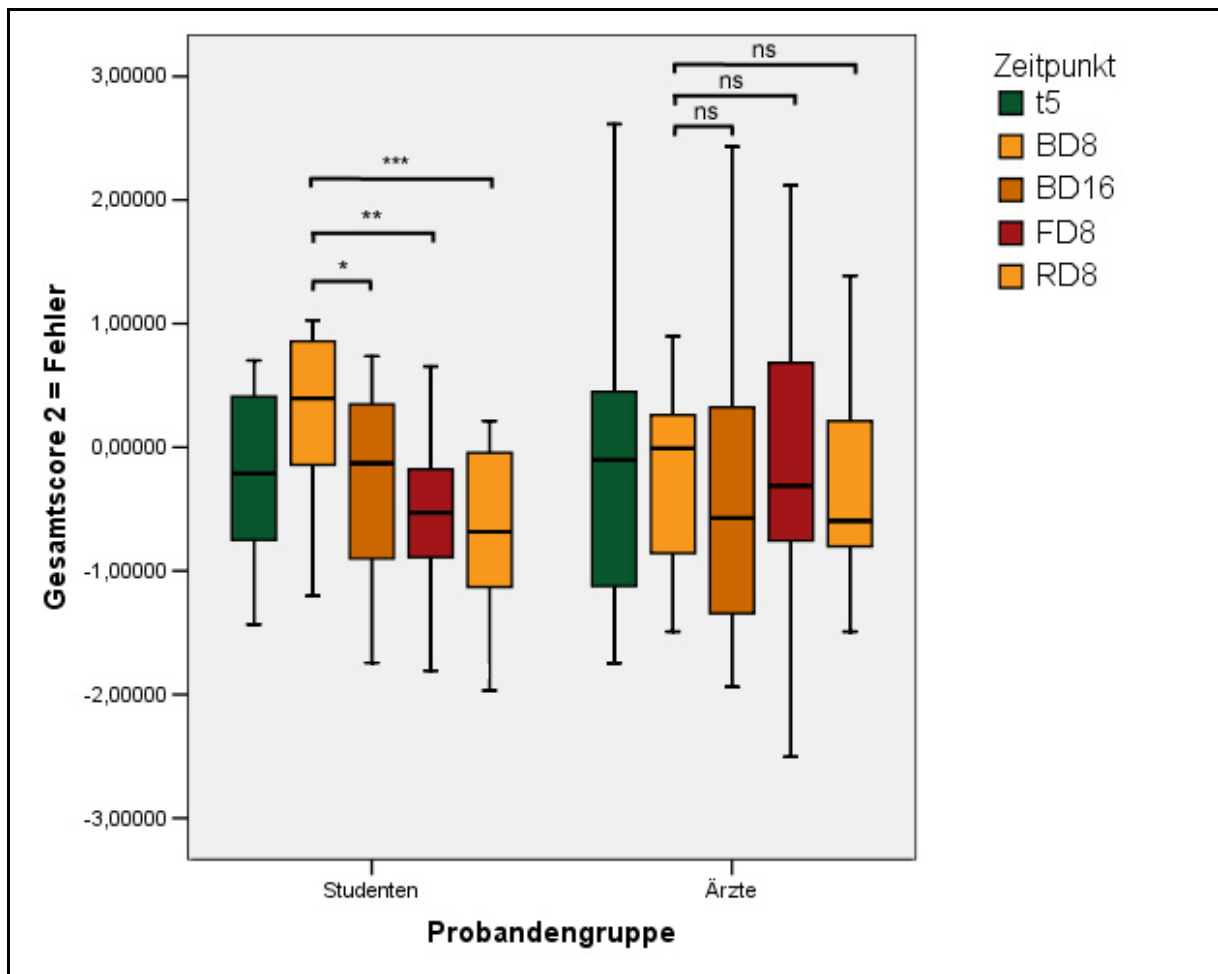 ns
ns
ns
***
**
*
3,00000
2,00000
1,00000
0,00000
-1,00000
-2,00000
-3,00000
Gesamtscore 2 = Fehler
Studenten
Ärzte
Probandengruppe
Zeitpunkt
t5
BD8
BD16
FD8
RD8